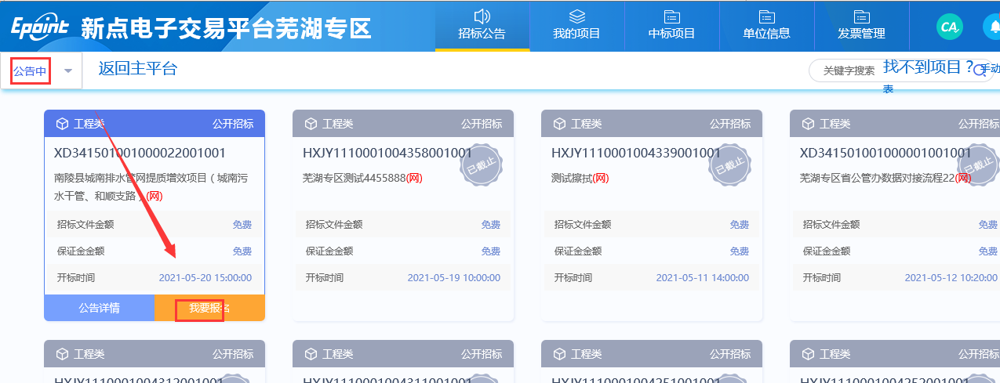 Epoint 新点电子交易平台芜湖专区
招标公告
我的项目
中标项目
单位信息
发票管理
CA
公告中
返回主平台
关键字搜索
找不到项目？手动
表
工程类 公开招标
XD341501001000022001001
南陵县城南排水管网提质增效项目（城南污
水干管、和顺支路）(网)
招标文件金额 免费
保证金金额 免费
开标时间 2021-05-20 15:00:00
公告详情 我要报名
工程类 公开招标
HXJY1110001004358001001
已截止
芜湖专区测试4455888(网)
招标文件金额 免费
保证金金额 免费
开标时间 2021-05-19 10:00:00
工程类 公开招标
HXJY1110001004339001001
已截止
测试擦拭(网)
招标文件金额 免费
保证金金额 免费
开标时间 2021-05-11 14:00:00
工程类 公开招标
XD341501001000001001001
已截止
芜湖专区省公管办数据对接流程22(网)
招标文件金额 免费
保证金金额 免费
开标时间 2021-05-12 10:20:00
工程类 公开招标
HXJY1110001004312001001
工程类 公开招标
HXJY1110001004311001001
工程类 公开招标
HXJY1110001004251001001
工程类 公开招标
HXJY1110001004252001001